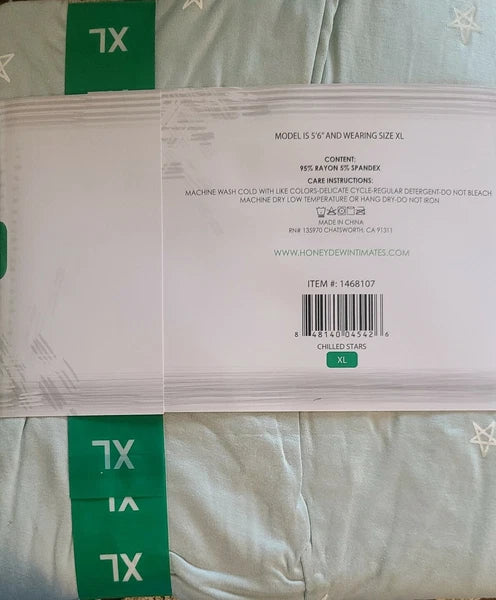 XL
MODEL IS 5'6" AND WEARING SIZE XL
CONTENT:
95% RAYON 5% SPANDEX
CARE INSTRUCTIONS:
MACHINE WASH COLD WITH LIKE COLORS-DELICATE CYCLE-REGULAR DETERGENT-DO NOT BLEACH
MACHINE DRY LOW TEMPERATURE OR HANG DRY-DO NOT IRON
MADE IN CHINA
RN# 135970 CHATSWORTH, CA 91311
WWW.HONEYDEWINTIMATES.COM
ITEM #: 1468107
8 48140 04542 6
CHILLED STARS
XL
XL
XL
XL